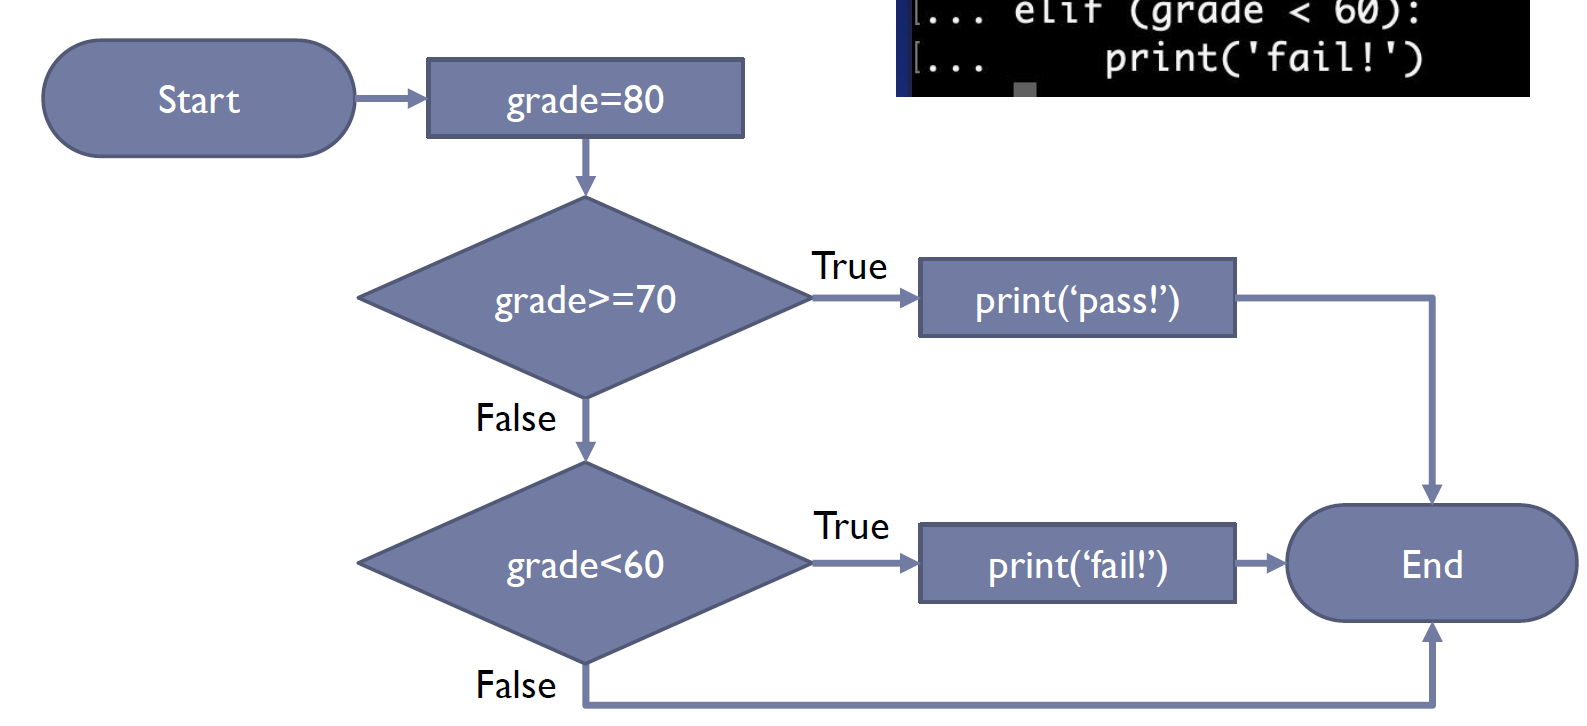 ... elif (grade < 60):
...     print('fail!')
Start
grade=80
grade>=70
True
print(‘pass!’)
False
grade<60
True
print(‘fail!’)
End
False